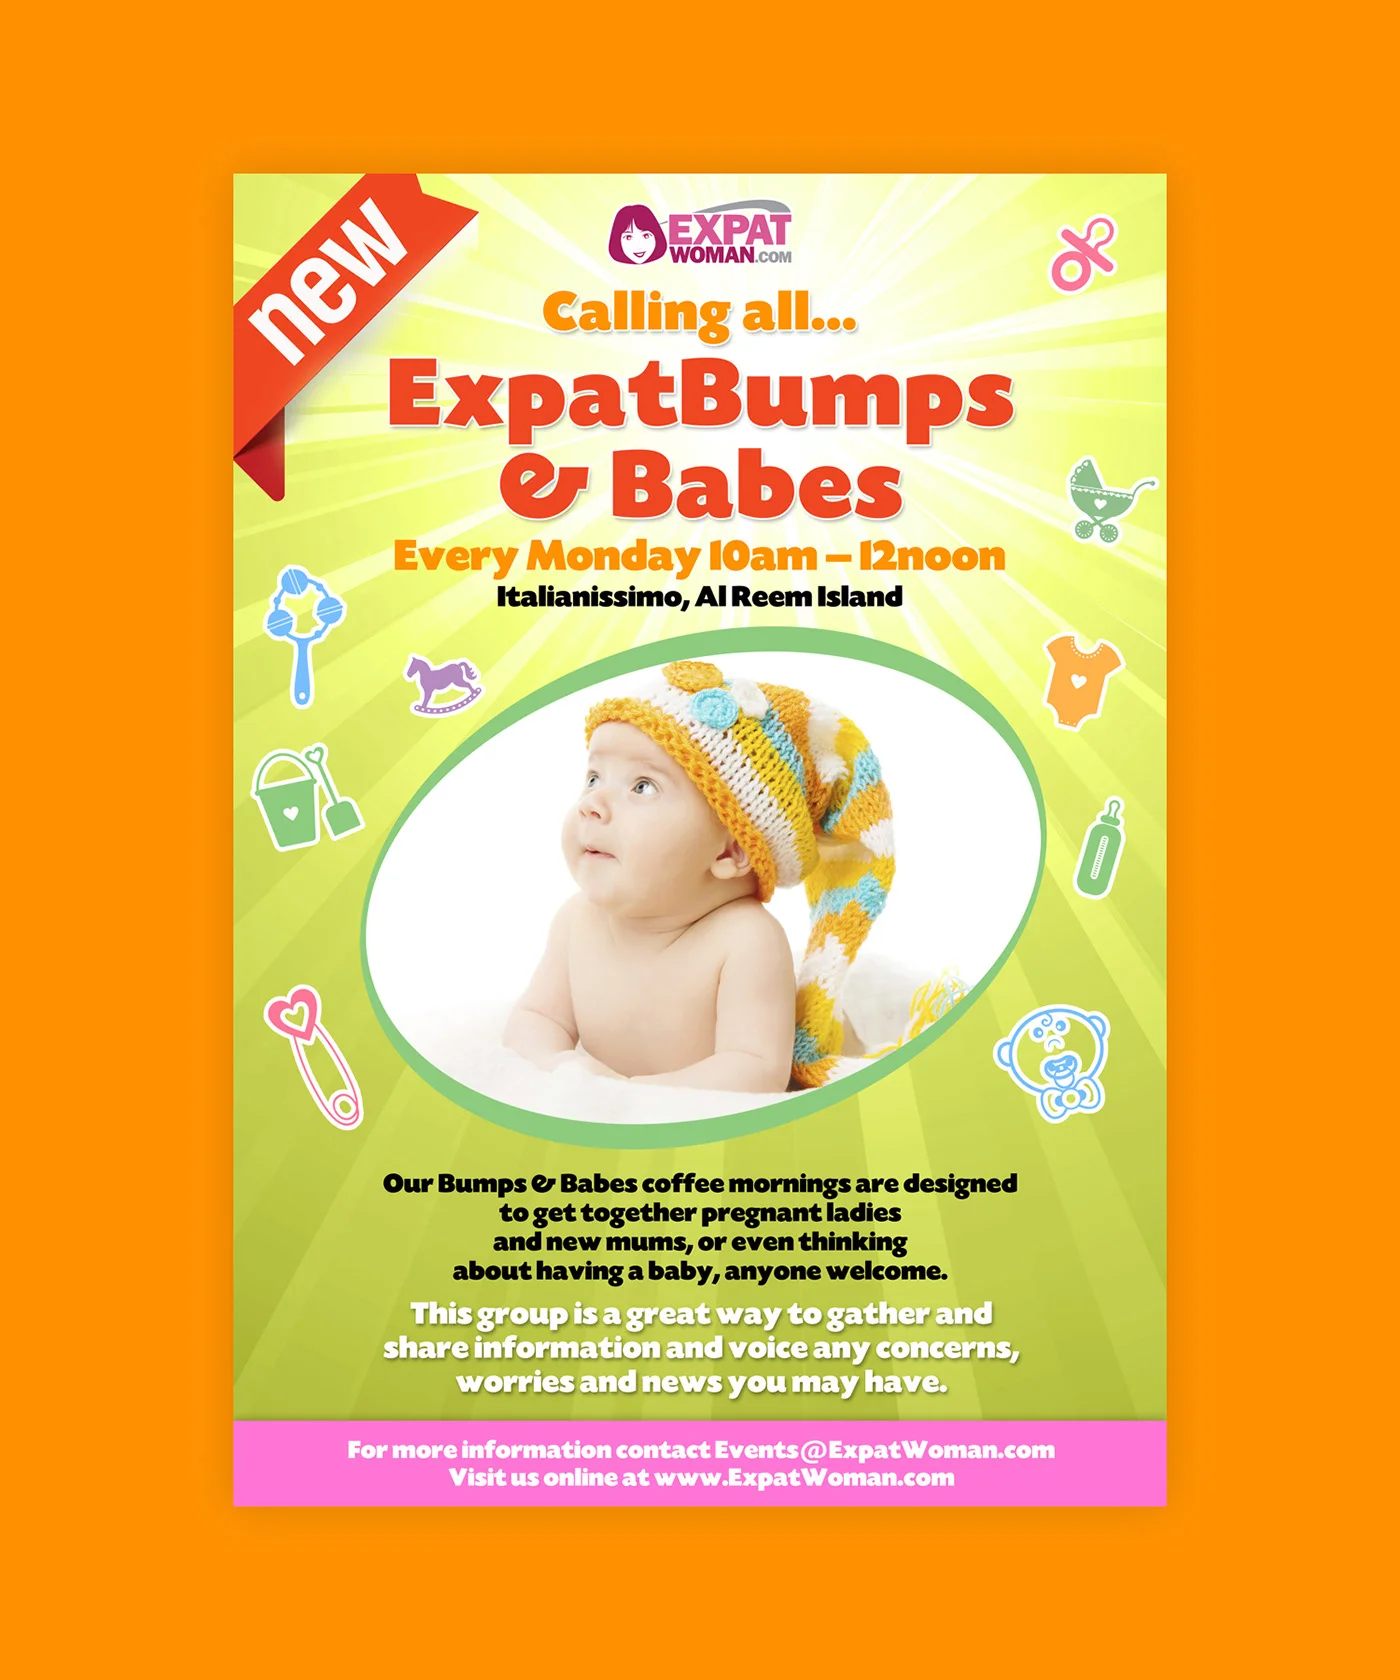 new
EXPAT
WOMAN.COM
Calling all...
ExpatBumps
& Babes
Every Monday 10am – 12noon
Italianissimo, Al Reem Island
Our Bumps & Babes coffee mornings are designed
to get together pregnant ladies
and new mums, or even thinking
about having a baby, anyone welcome.
This group is a great way to gather and
share information and voice any concerns,
worries and news you may have.
For more information contact Events@ExpatWoman.com
Visit us online at www.ExpatWoman.com